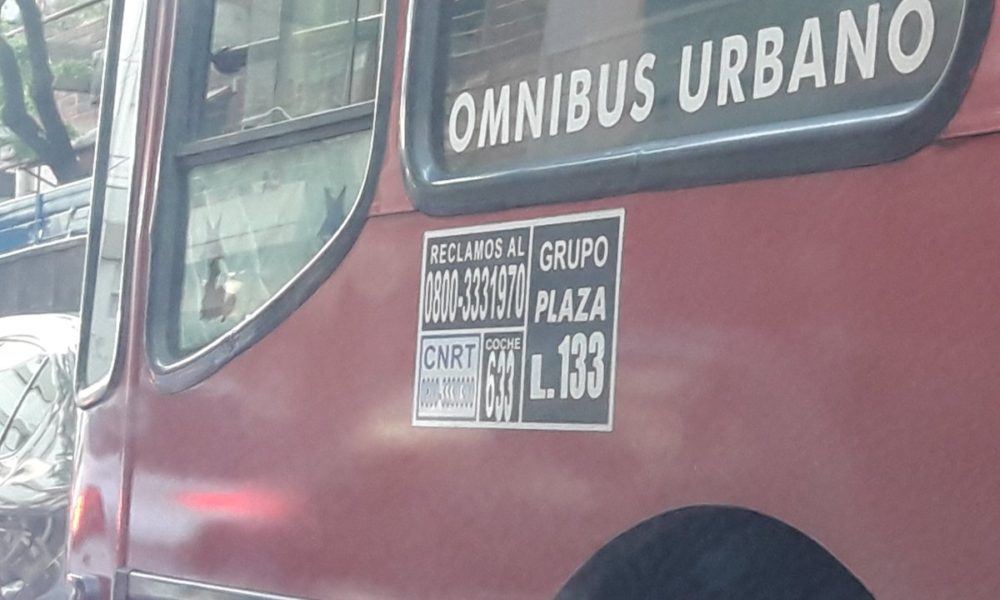 OMNIBUS URBANO
RECLAMOS AL
0800-3331970
GRUPO
PLAZA
L.133
CNRT
COCHE
633